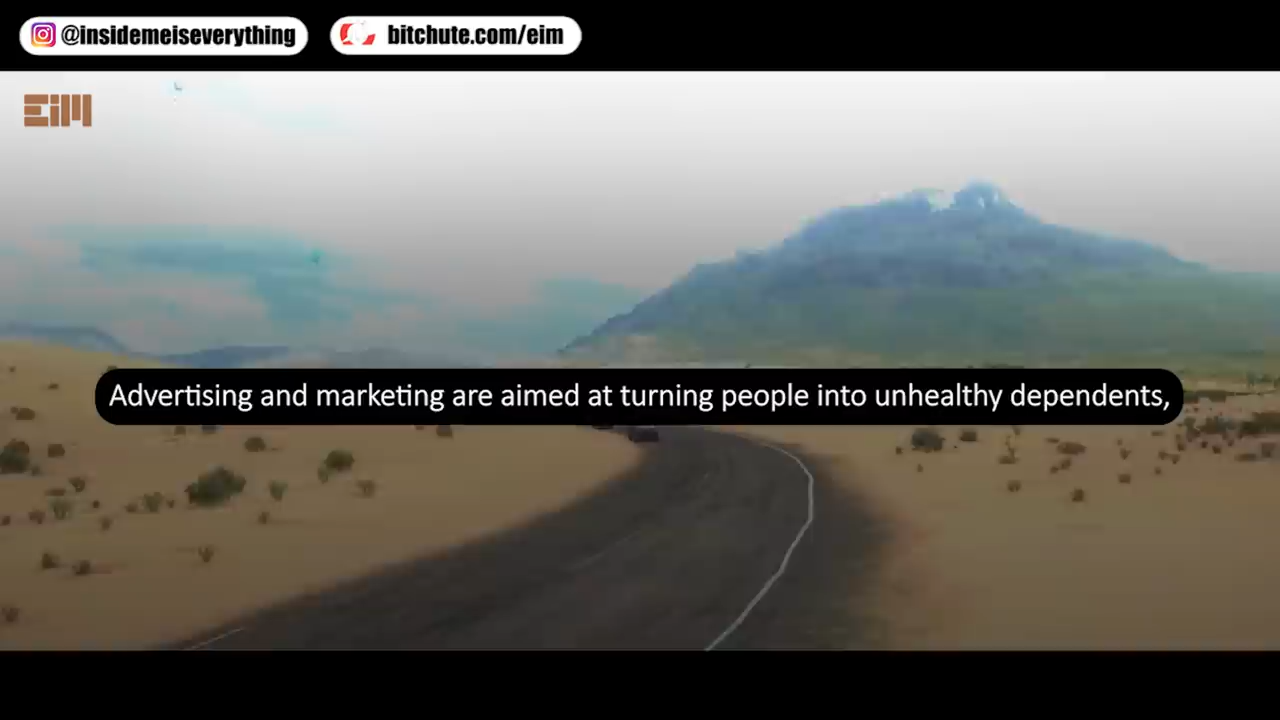 @insidemeiseverything
bitchute.com/eim
EiM
Advertising and marketing are aimed at turning people into unhealthy dependents,